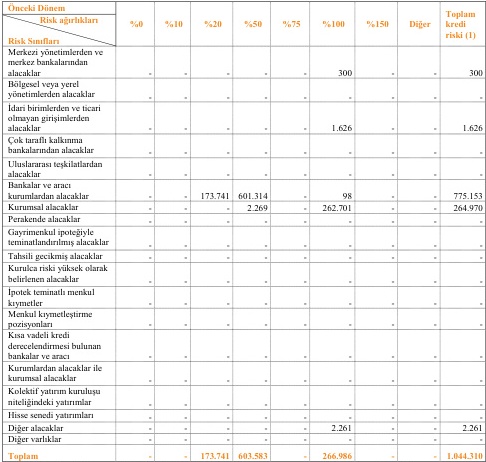 Önceki Dönem
Risk ağırlıkları
Risk Sınıfları
%0 %10 %20 %50 %75 %100 %150 Diğer Toplam kredi riski (1)
Merkezi yönetimlerden ve
merkez bankalarından
alacaklar - - - - - 300 - - 300
Bölgesel veya yerel
yönetimlerden alacaklar - - - - - - - - -
İdari birimlerden ve ticari
olmayan girişimlerden
alacaklar - - - - - 1.626 - - 1.626
Çok taraflı kalkınma
bankalarından alacaklar - - - - - - - - -
Uluslararası teşkilatlardan
alacaklar - - - - - - - - -
Bankalar ve aracı
kurumlardan alacaklar - - 173.741 601.314 - 98 - - 775.153
Kurumsal alacaklar - - - 2.269 - 262.701 - - 264.970
Perakende alacaklar - - - - - - - - -
Gayrimenkul ipoteğiyle
teminatlandırılmış alacaklar - - - - - - - - -
Tahsili gecikmiş alacaklar - - - - - - - - -
Kurulca riski yüksek olarak
belirlenen alacaklar - - - - - - - - -
İpotek teminatlı menkul
kıymetler - - - - - - - - -
Menkul kıymetleştirme
pozisyonları - - - - - - - - -
Kısa vadeli kredi
derecelendirmesi bulunan
bankalar ve aracı - - - - - - - - -
Kurumlardan alacaklar ile
kurumsal alacaklar - - - - - - - - -
Kolektif yatırım kuruluşu
niteliğindeki yatırımlar - - - - - - - - -
Hisse senedi yatırımları - - - - - - - - -
Diğer alacaklar - - - - - 2.261 - - 2.261
Diğer varlıklar - - - - - - - - -
Toplam - - 173.741 603.583 - 266.986 - - 1.044.310